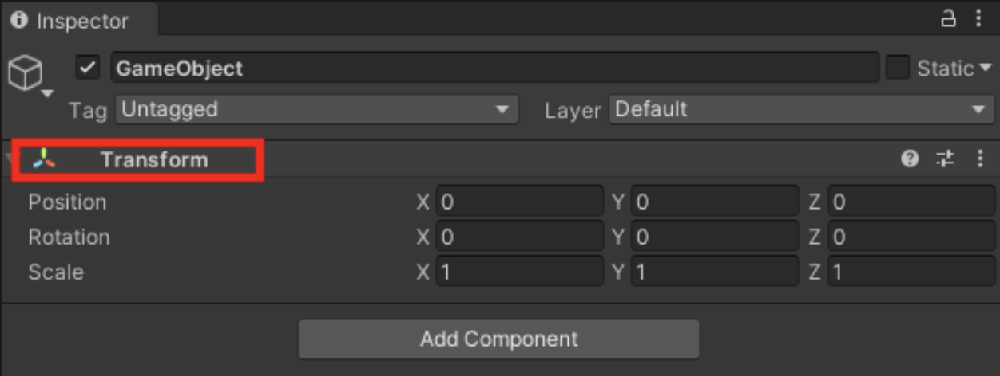 Inspector
GameObject Static
Tag Untagged Layer Default
Transform
Position X 0 Y 0 Z 0
Rotation X 0 Y 0 Z 0
Scale X 1 Y 1 Z 1
Add Component